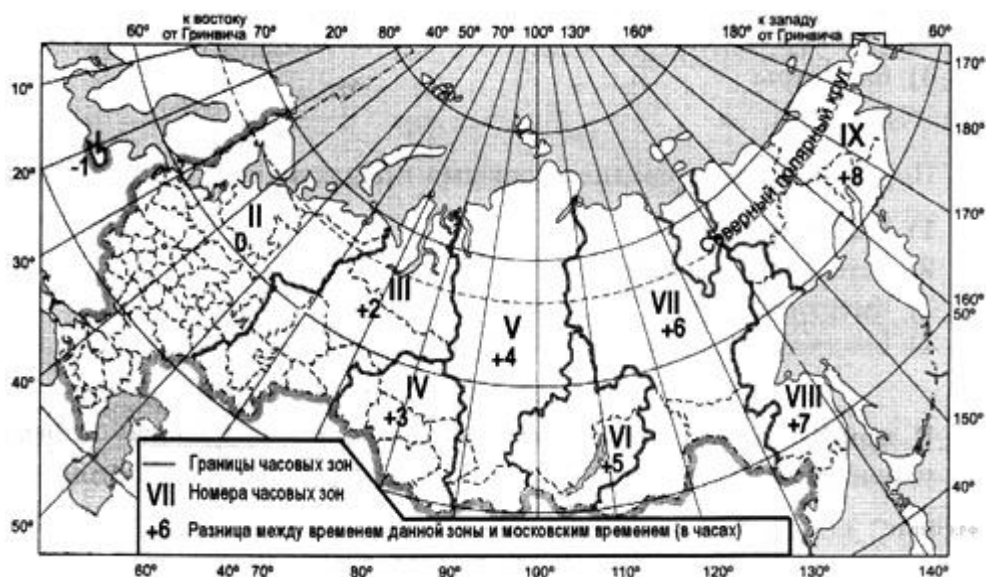 к востоку от Гринвича
к западу от Гринвича
60° 70° 20° 80° 40° 50° 70° 100° 130° 160° 180° 60°
10°
20°
30°
40°
50°
170°
180°
170°
160°
50°
150°
40°
140°
Северный полярный круг
I
-1
II
0
III
+2
IV
+3
V
+4
VI
+5
VII
+6
VIII
+7
IX
+8
Границы часовых зон
VII Номера часовых зон
+6 Разница между временем данной зоны и московским временем (в часах)
60° 40° 70° 80° 90° 100° 110° 120° 130° 140°